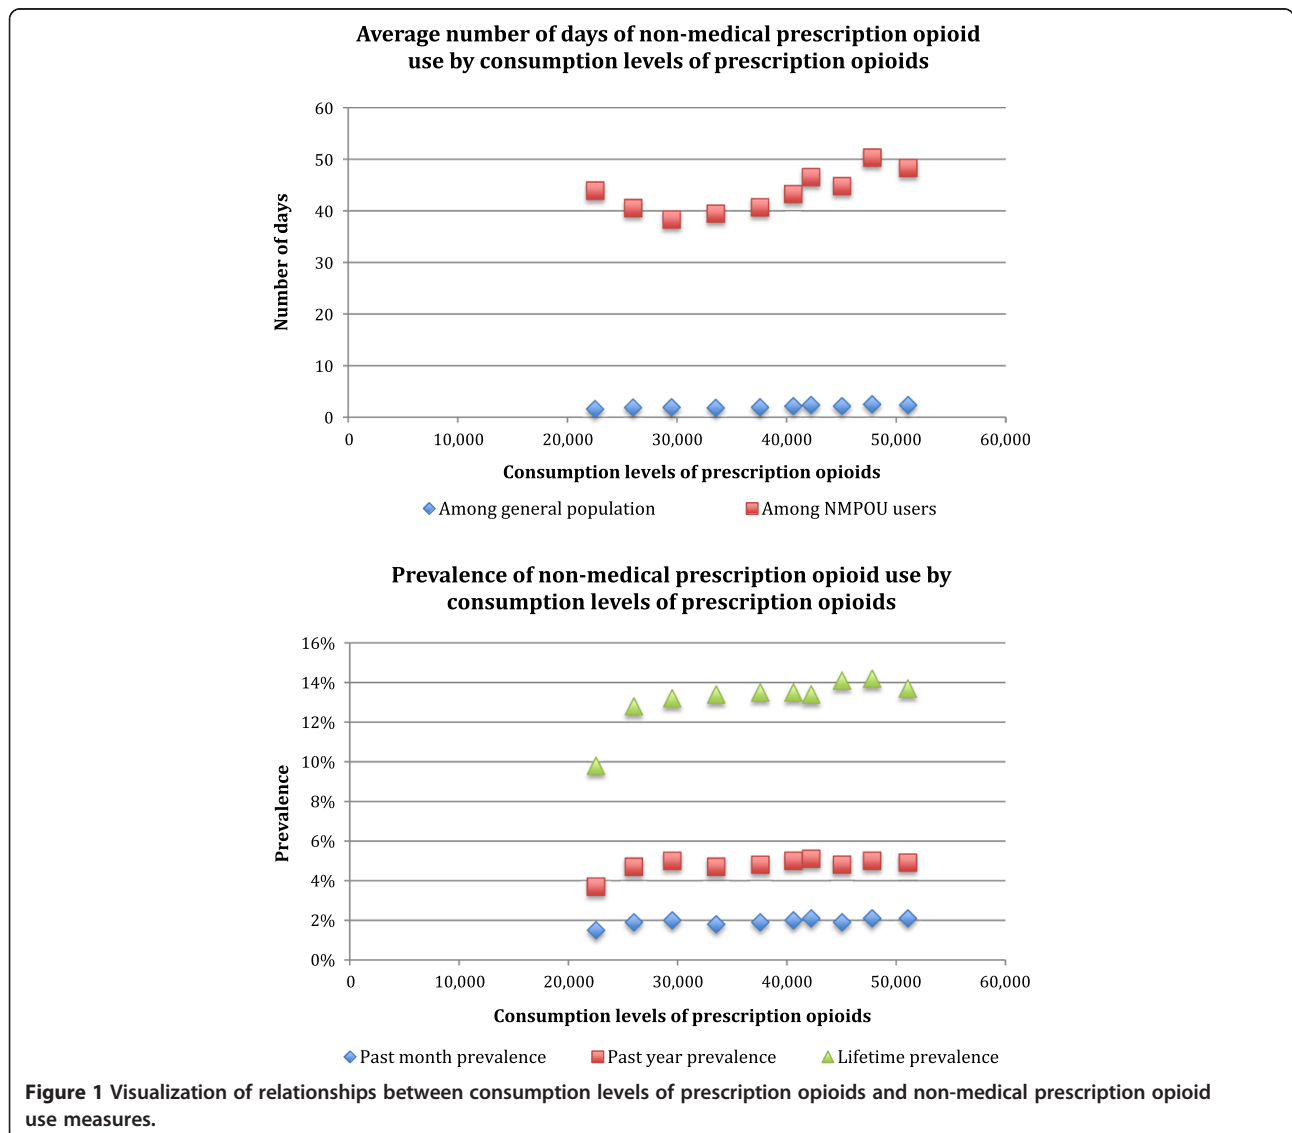 Average number of days of non-medical prescription opioid
use by consumption levels of prescription opioids
60
50
40
30
20
10
0
Number of days
0 10,000 20,000 30,000 40,000 50,000 60,000
Consumption levels of prescription opioids
Among general population Among NMPOU users
Prevalence of non-medical prescription opioid use by
consumption levels of prescription opioids
16%
14%
12%
10%
8%
6%
4%
2%
0%
Prevalence
0 10,000 20,000 30,000 40,000 50,000 60,000
Consumption levels of prescription opioids
Past month prevalence Past year prevalence Lifetime prevalence
Figure 1 Visualization of relationships between consumption levels of prescription opioids and non-medical prescription opioid
use measures.